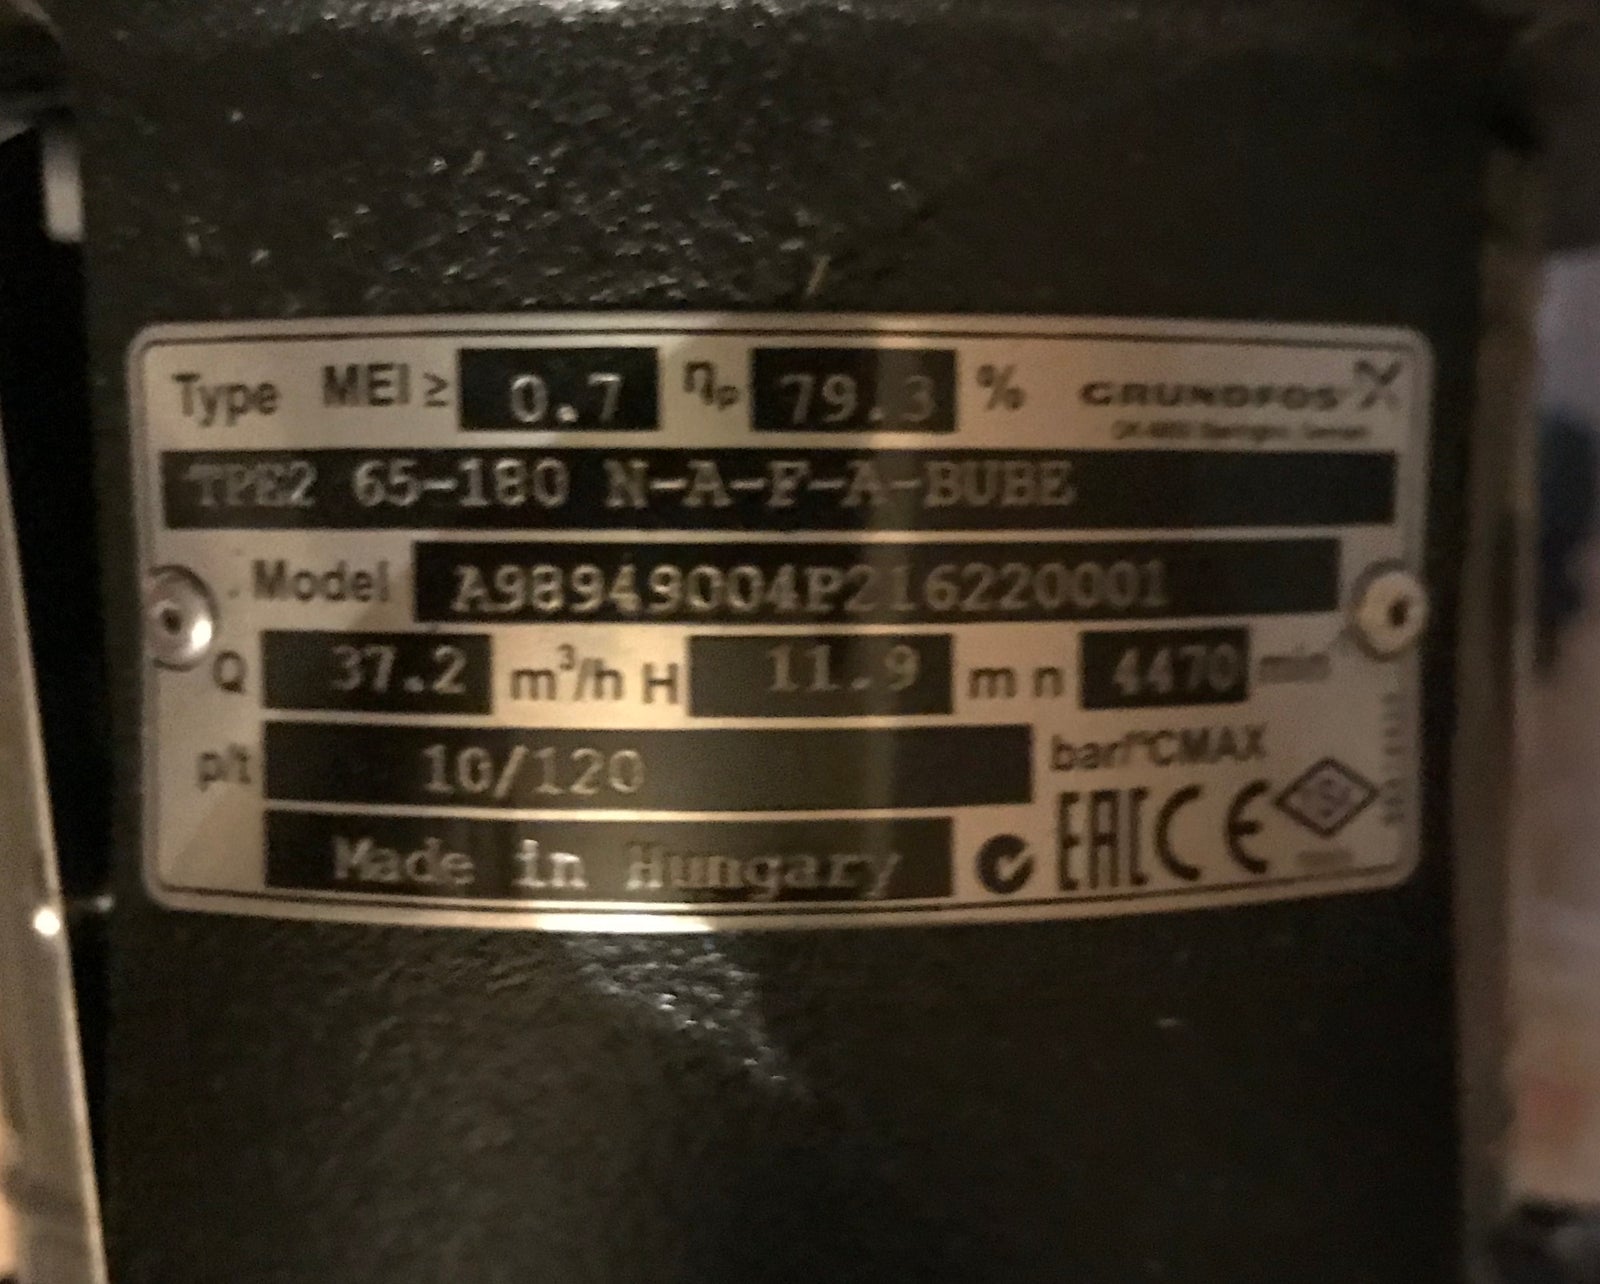 Type MEI ≥ 0.7 ηp 79.3 % GRUNDFOS
TPE2 65-180 N-A-F-A-BUBE
Model A98949004P216220001
Q 37.2 m³/h H 11.9 m n 4470 min
p/t 10/120 bar/°CMAX
Made in Hungary EAC CE